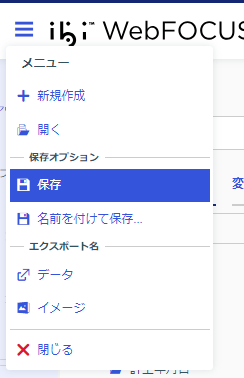 ibi™ WebFOCUS
メニュー
新規作成
開く
保存オプション
保存
変
名前を付けて保存...
エクスポート名
データ
イメージ
閉じる